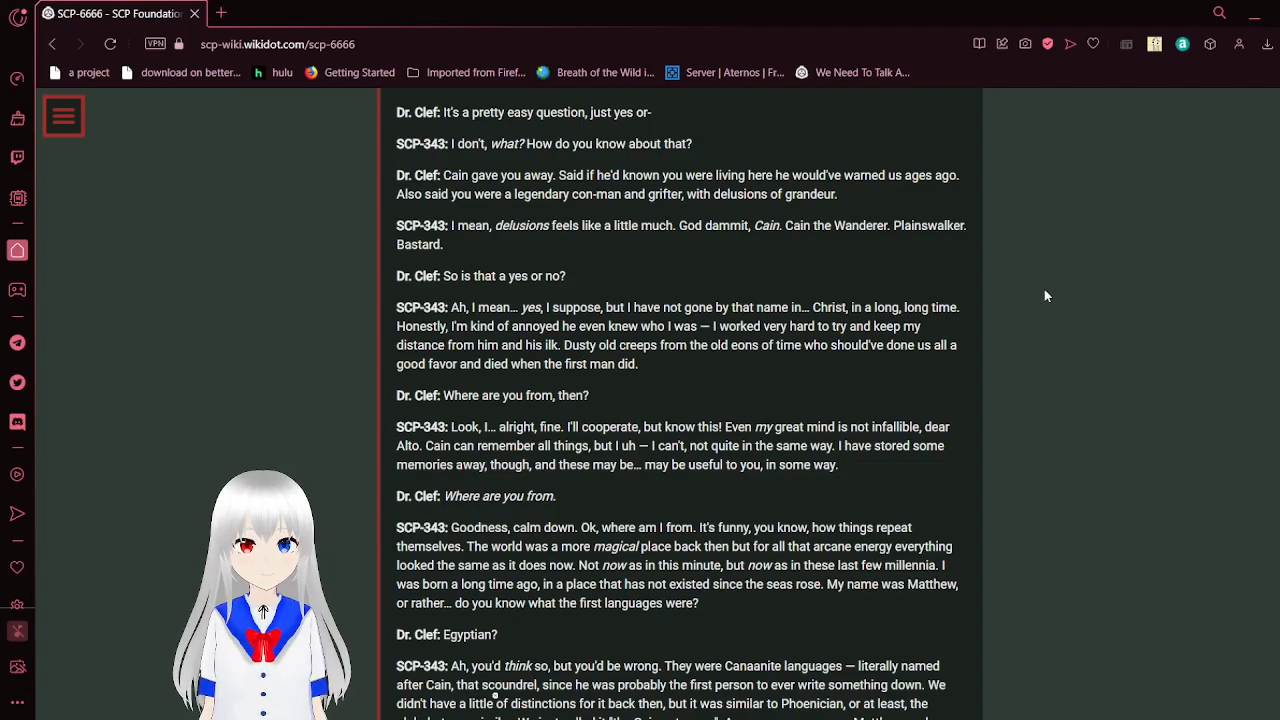 SCP-6666 - SCP Foundation
VPN
scp-wiki.wikidot.com/scp-6666
a project
download on better...
hulu
Getting Started
Imported from Firef...
Breath of the Wild i...
Server | Aternos | Fr...
We Need To Talk A...
Dr. Clef: It's a pretty easy question, just yes or-
SCP-343: I don't, what? How do you know about that?
Dr. Clef: Cain gave you away. Said if he'd known you were living here he would've warned us ages ago.
Also said you were a legendary con-man and grifter, with delusions of grandeur.
SCP-343: I mean, delusions feels like a little much. God dammit, Cain. Cain the Wanderer. Plainswalker.
Bastard.
Dr. Clef: So is that a yes or no?
SCP-343: Ah, I mean… yes, I suppose, but I have not gone by that name in… Christ, in a long, long time.
Honestly, I'm kind of annoyed he even knew who I was — I worked very hard to try and keep my
distance from him and his ilk. Dusty old creeps from the old eons of time who should've done us all a
good favor and died when the first man did.
Dr. Clef: Where are you from, then?
SCP-343: Look, I… alright, fine. I'll cooperate, but know this! Even my great mind is not infallible, dear
Alto. Cain can remember all things, but I uh — I can't, not quite in the same way. I have stored some
memories away, though, and these may be… may be useful to you, in some way.
Dr. Clef: Where are you from.
SCP-343: Goodness, calm down. Ok, where am I from. It's funny, you know, how things repeat
themselves. The world was a more magical place back then but for all that arcane energy everything
looked the same as it does now. Not now as in this minute, but now as in these last few millennia. I
was born a long time ago, in a place that has not existed since the seas rose. My name was Matthew,
or rather… do you know what the first languages were?
Dr. Clef: Egyptian?
SCP-343: Ah, you'd think so, but you'd be wrong. They were Canaanite languages — literally named
after Cain, that scoundrel, since he was probably the first person to ever write something down. We
didn't have a little of distinctions for it back then, but it was similar to Phoenician, or at least, the